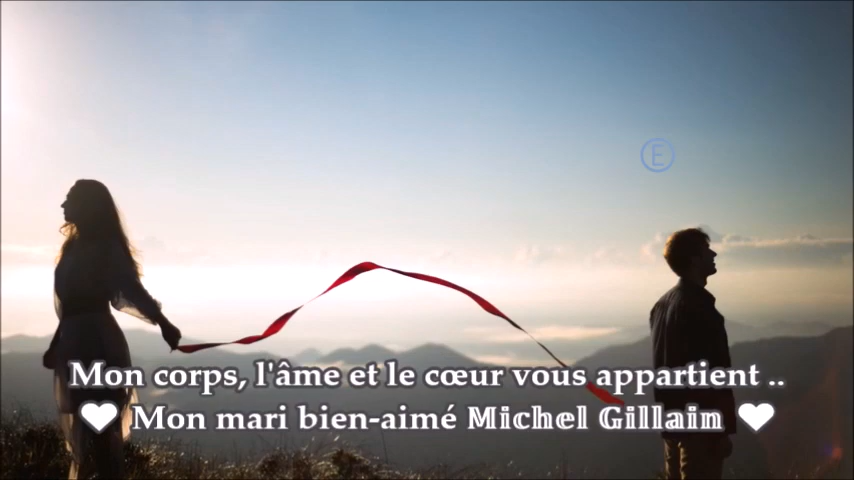 Ⓔ
Mon corps, l'âme et le cœur vous appartient ..
♥ Mon mari bien-aimé 𝕄𝕚𝕔𝕙𝕖𝕝 𝔾𝕚𝕝𝕝𝕒𝕚𝕟 ♥